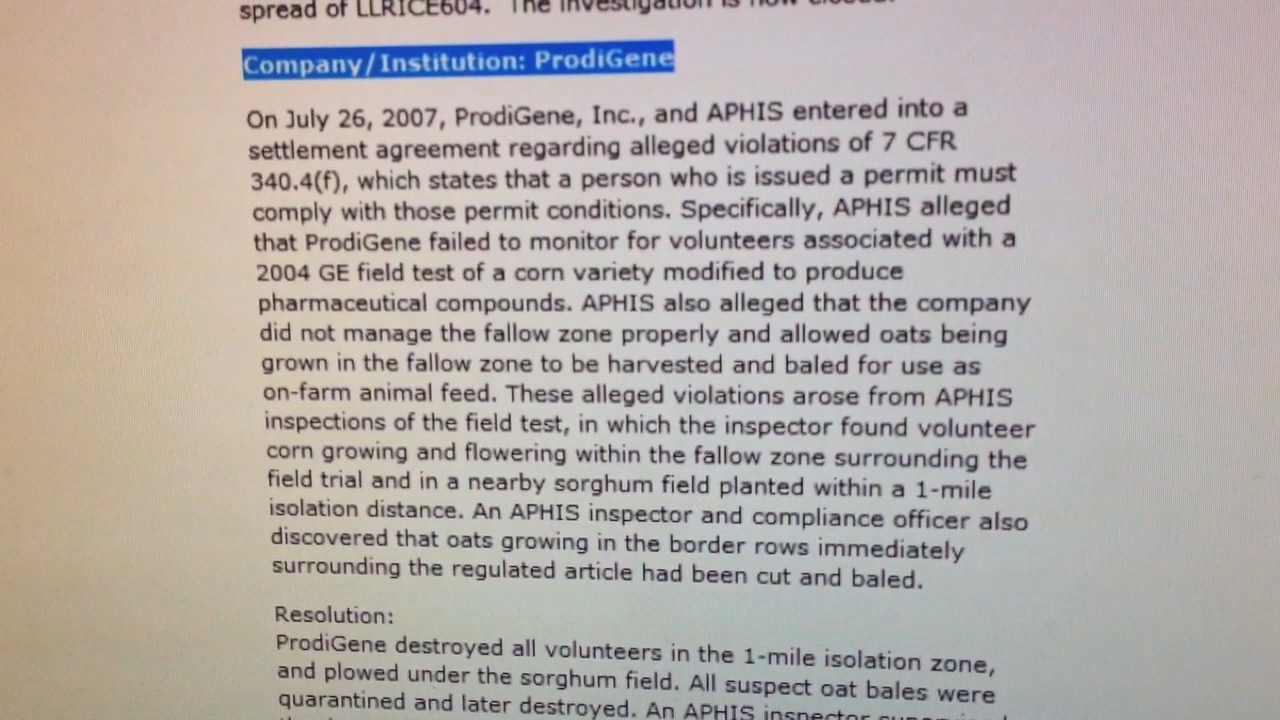 spread of LLRICE604. The investigation is now closed.
Company/Institution: ProdiGene
On July 26, 2007, ProdiGene, Inc., and APHIS entered into a
settlement agreement regarding alleged violations of 7 CFR
340.4(f), which states that a person who is issued a permit must
comply with those permit conditions. Specifically, APHIS alleged
that ProdiGene failed to monitor for volunteers associated with a
2004 GE field test of a corn variety modified to produce
pharmaceutical compounds. APHIS also alleged that the company
did not manage the fallow zone properly and allowed oats being
grown in the fallow zone to be harvested and baled for use as
on-farm animal feed. These alleged violations arose from APHIS
inspections of the field test, in which the inspector found volunteer
corn growing and flowering within the fallow zone surrounding the
field trial and in a nearby sorghum field planted within a 1-mile
isolation distance. An APHIS inspector and compliance officer also
discovered that oats growing in the border rows immediately
surrounding the regulated article had been cut and baled.
Resolution:
ProdiGene destroyed all volunteers in the 1-mile isolation zone,
and plowed under the sorghum field. All suspect oat bales were
quarantined and later destroyed. An APHIS inspector